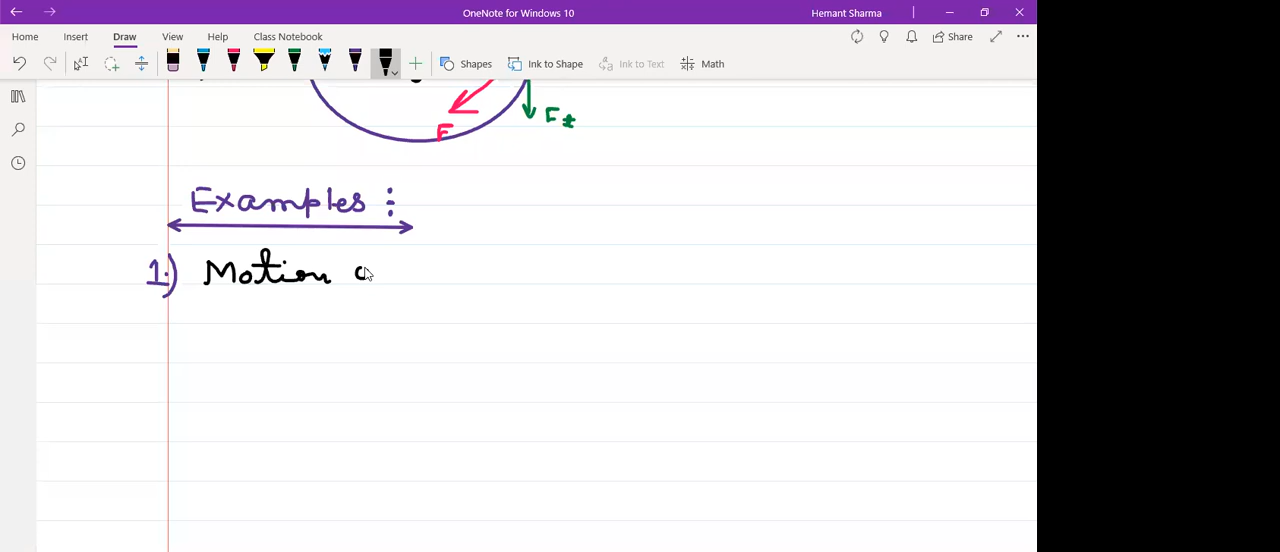 OneNote for Windows 10
Hemant Sharma
Home Insert Draw View Help Class Notebook
Share
Shapes Ink to Shape Ink to Text Math
F
Ft
Examples :
1.) Motion